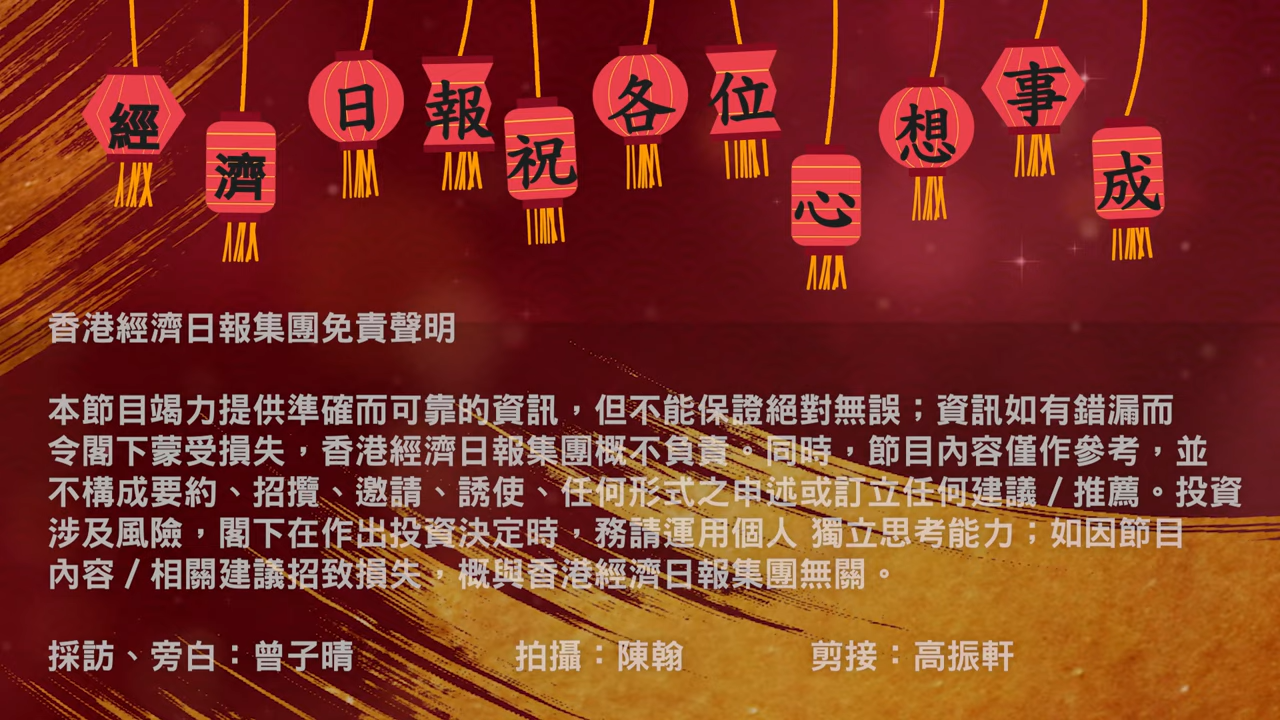 經濟日報祝各位心想事成
香港經濟日報集團免責聲明
本節目竭力提供準確而可靠的資訊，但不能保證絕對無誤；資訊如有錯漏而
令閣下蒙受損失，香港經濟日報集團概不負責。同時，節目內容僅作參考，並
不構成要約、招攬、邀請、誘使、任何形式之申述或訂立任何建議 / 推薦。投資
涉及風險，閣下在作出投資決定時，務請運用個人 獨立思考能力；如因節目
內容 / 相關建議招致損失，概與香港經濟日報集團無關。
採訪、旁白：曾子晴 拍攝：陳翰 剪接：高振軒